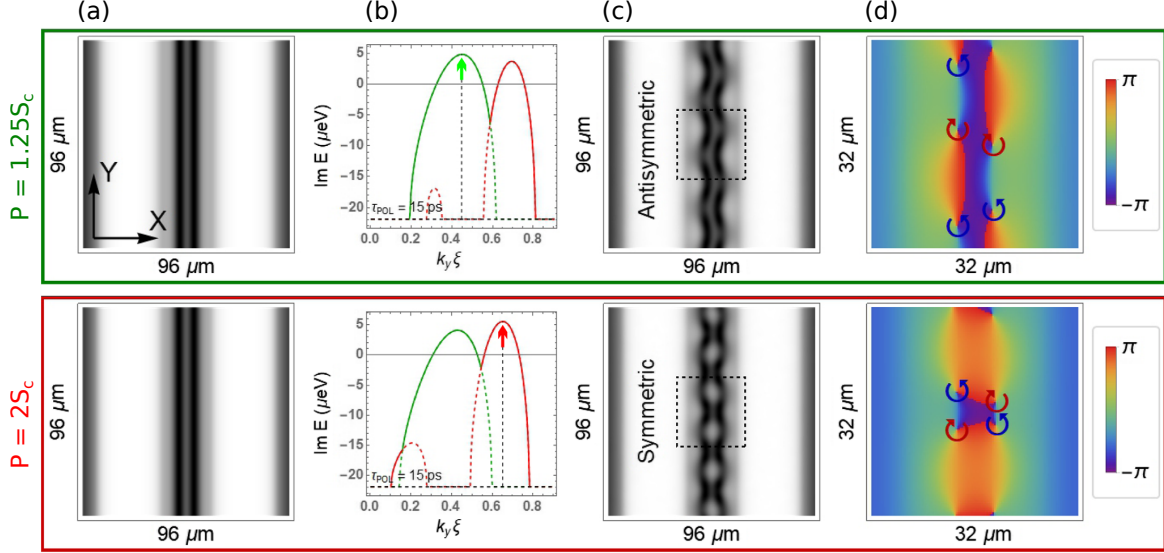 (a) (b) (c) (d)
P = 1.25S_c
96 μm
Y
X
96 μm
Im E (μeV)
5
0
−5
−10
−15
−20
τ_POL = 15 ps
0.0 0.2 0.4 0.6 0.8
k_y ξ
96 μm
Antisymmetric
96 μm
32 μm
32 μm
π
−π
P = 2S_c
96 μm
96 μm
Im E (μeV)
5
0
−5
−10
−15
−20
τ_POL = 15 ps
0.0 0.2 0.4 0.6 0.8
k_y ξ
96 μm
Symmetric
96 μm
32 μm
32 μm
π
−π